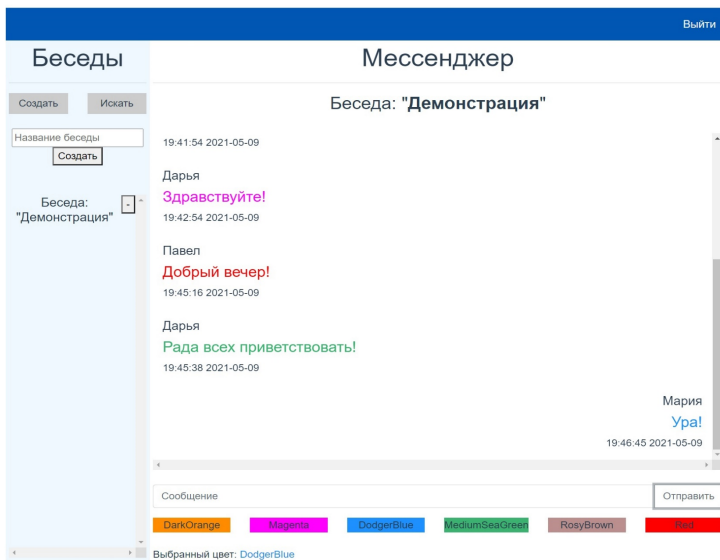 Выйти
Беседы
Создать Искать
Название беседы
Создать
Беседа:
"Демонстрация"
-
Мессенджер
Беседа: "Демонстрация"
19:41:54 2021-05-09
Дарья
Здравствуйте!
19:42:54 2021-05-09
Павел
Добрый вечер!
19:45:16 2021-05-09
Дарья
Рада всех приветствовать!
19:45:38 2021-05-09
Мария
Ура!
19:46:45 2021-05-09
Сообщение Отправить
DarkOrange Magenta DodgerBlue MediumSeaGreen RosyBrown Red
Выбранный цвет: DodgerBlue